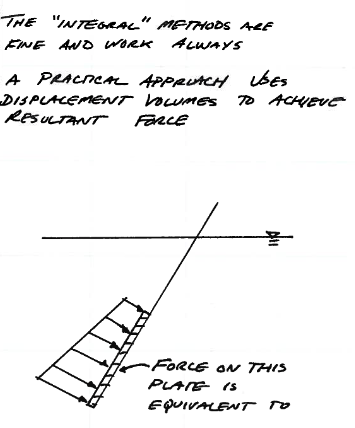 THE "INTEGRAL" METHODS ARE
FINE AND WORK ALWAYS
A PRACTICAL APPROACH USES
DISPLACEMENT VOLUMES TO ACHIEVE
RESULTANT FORCE
FORCE ON THIS
PLATE IS
EQUIVALENT TO